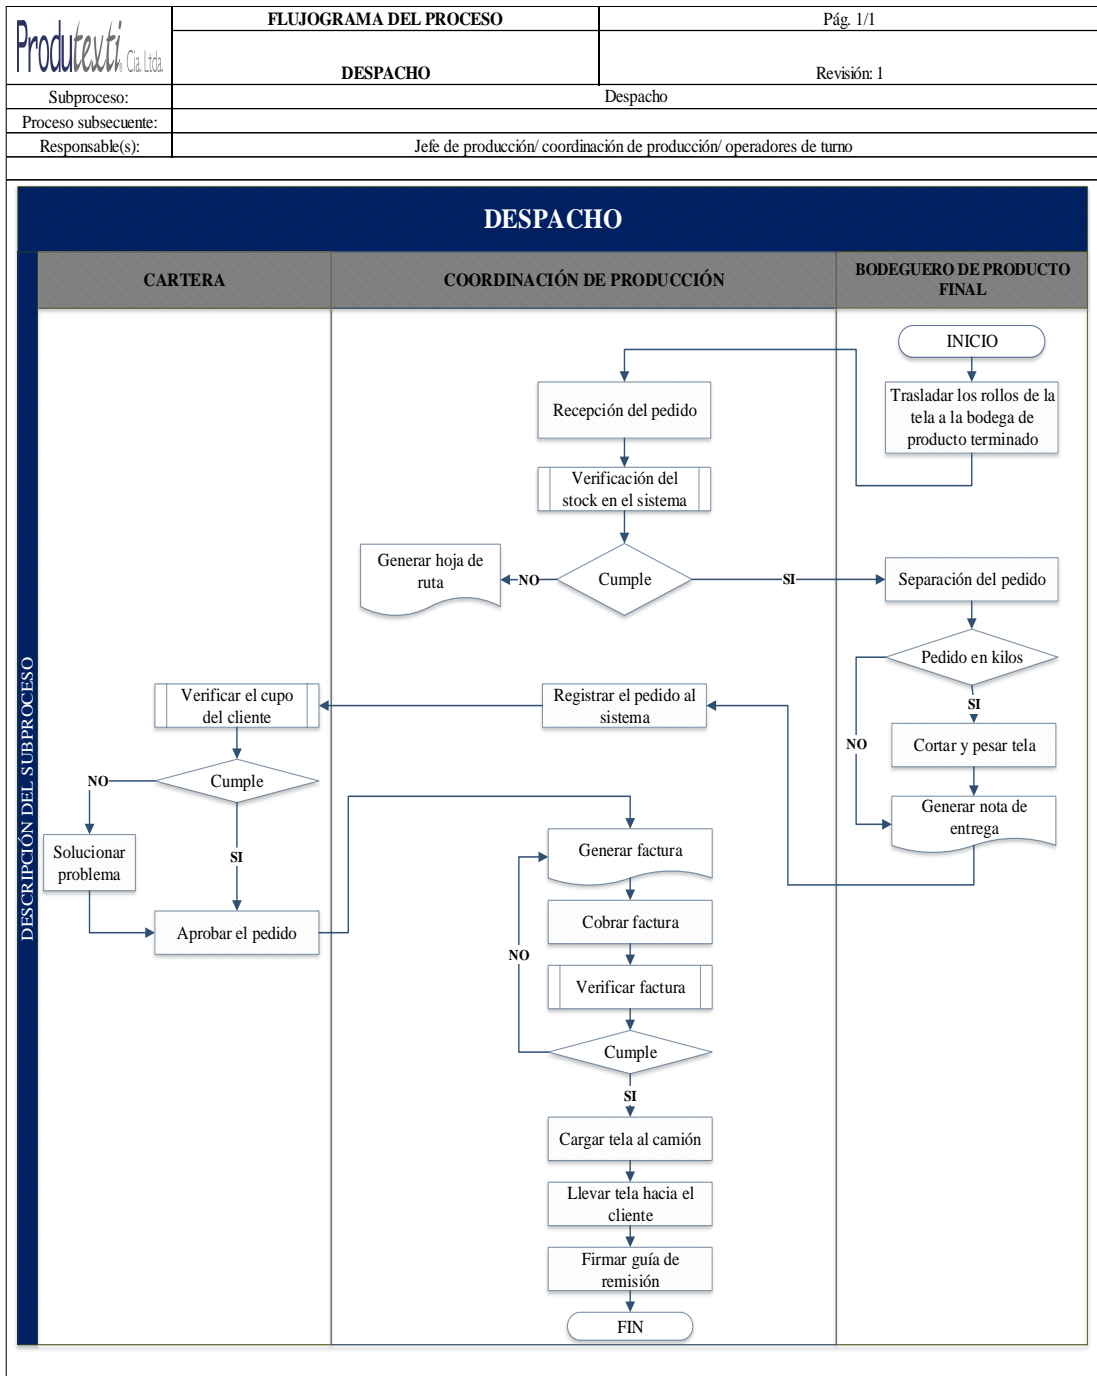 Produtexti Cia. Ltda.
FLUJOGRAMA DEL PROCESO
Pág. 1/1
DESPACHO
Revisión: 1
Subproceso:
Despacho
Proceso subsecuente:
Responsable(s):
Jefe de producción/ coordinación de producción/ operadores de turno
DESPACHO
DESCRIPCIÓN DEL SUBPROCESO
CARTERA
COORDINACIÓN DE PRODUCCIÓN
BODEGUERO DE PRODUCTO
FINAL
INICIO
Trasladar los rollos de la
tela a la bodega de
producto terminado
Recepción del pedido
Verificación del
stock en el sistema
Cumple
NO
Generar hoja de
ruta
SI
Separación del pedido
Pedido en kilos
SI
NO
Cortar y pesar tela
Generar nota de
entrega
Registrar el pedido al
sistema
Verificar el cupo
del cliente
Cumple
NO
SI
Solucionar
problema
Aprobar el pedido
Generar factura
Cobrar factura
NO
Verificar factura
Cumple
SI
Cargar tela al camión
Llevar tela hacia el
cliente
Firmar guía de
remisión
FIN